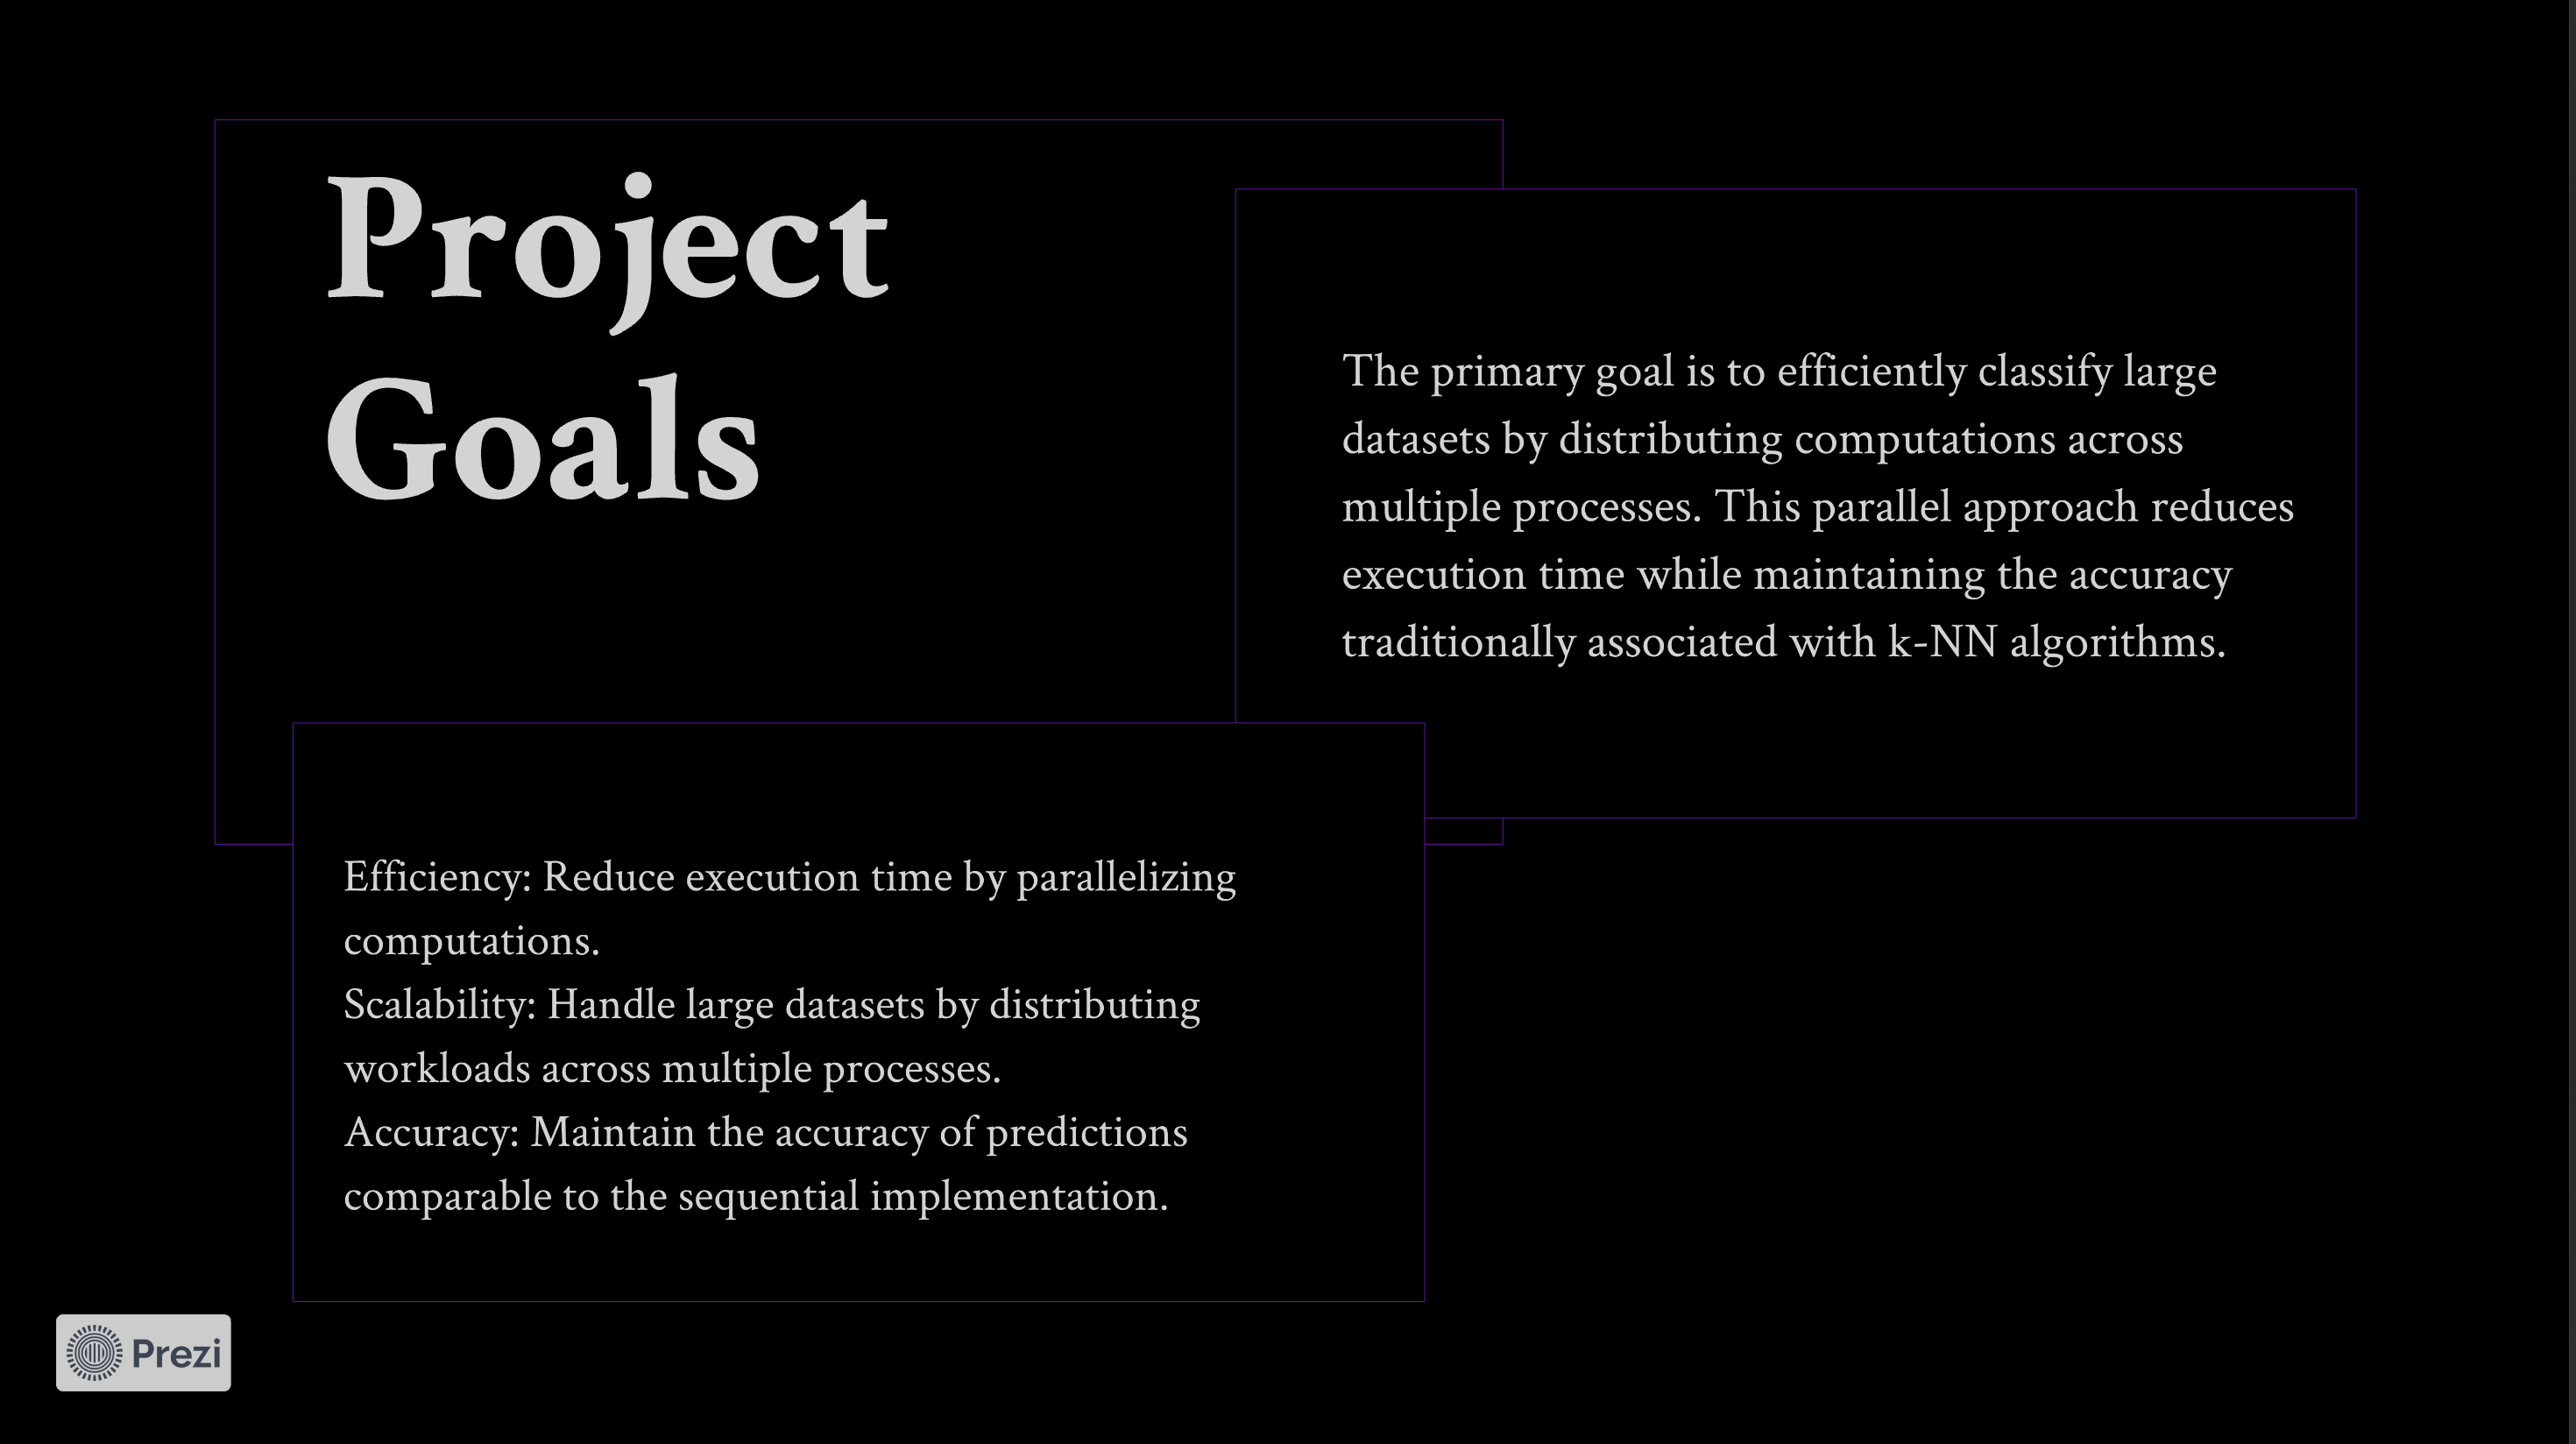 Project
Goals
The primary goal is to efficiently classify large
datasets by distributing computations across
multiple processes. This parallel approach reduces
execution time while maintaining the accuracy
traditionally associated with k-NN algorithms.
Efficiency: Reduce execution time by parallelizing
computations.
Scalability: Handle large datasets by distributing
workloads across multiple processes.
Accuracy: Maintain the accuracy of predictions
comparable to the sequential implementation.
Prezi